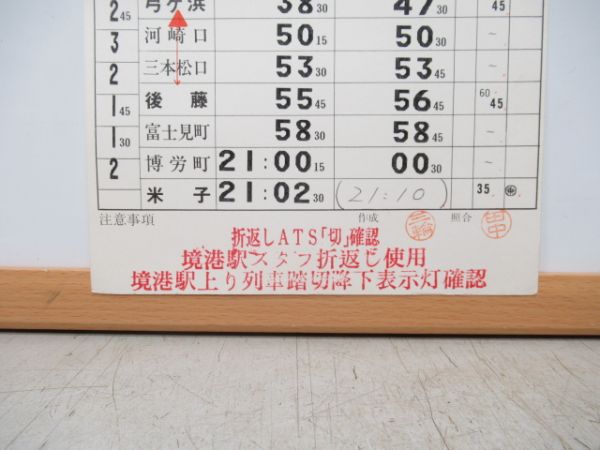 2 45 弓ケ浜 38 30 47 30 45
3 河崎口 50 15 50 30 〜
2 三本松口 53 30 53 45 〜
1 45 後藤 55 45 56 45 60 45
1 30 富士見町 58 30 58 45 〜
2 博労町 21:00 15 00 30 〜
米子 21:02 30 (21:10) 35
注意事項 作成 三輪 照合 田中
折返しATS「切」確認
境港駅スタフ折返し使用
境港駅上り列車踏切降下表示灯確認